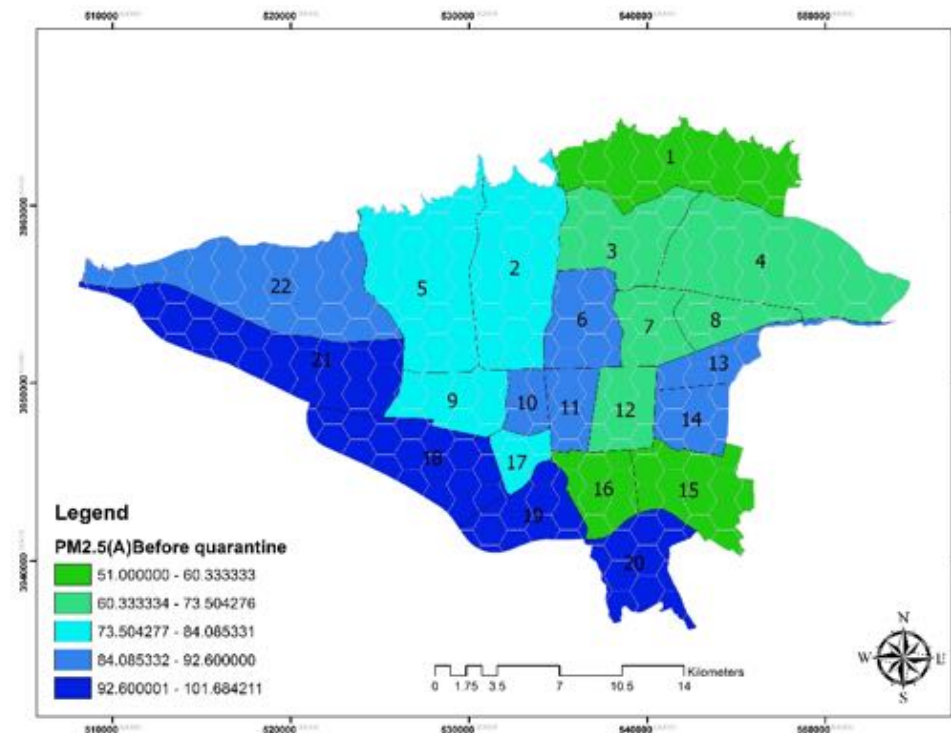 510000 520000 530000 540000 550000
1
3
4
2
22
5
6
7
8
21
13
9
10
11
12
14
18
17
16
15
19
20
Legend
PM2.5(A)Before quarantine
51.000000 - 60.333333
60.333334 - 73.504276
73.504277 - 84.085331
84.085332 - 92.600000
92.600001 - 101.684211
Kilometers
0 1.75 3.5 7 10.5 14
N
W E
S
3950000
3940000
510000 520000 530000 540000